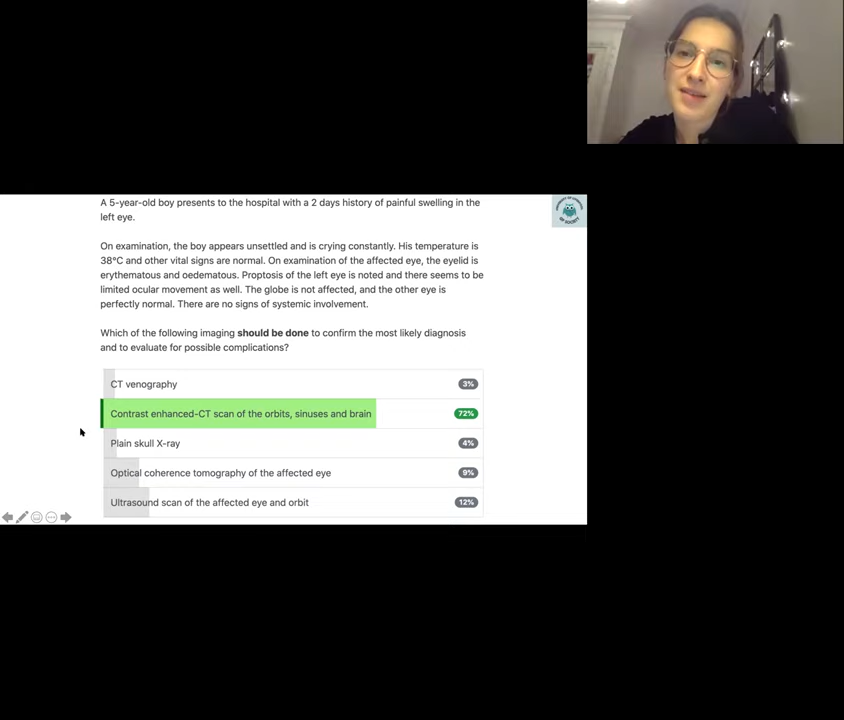 A 5-year-old boy presents to the hospital with a 2 days history of painful swelling in the
left eye.
On examination, the boy appears unsettled and is crying constantly. His temperature is
38°C and other vital signs are normal. On examination of the affected eye, the eyelid is
erythematous and oedematous. Proptosis of the left eye is noted and there seems to be
limited ocular movement as well. The globe is not affected, and the other eye is
perfectly normal. There are no signs of systemic involvement.
Which of the following imaging should be done to confirm the most likely diagnosis
and to evaluate for possible complications?
CT venography 3%
Contrast enhanced-CT scan of the orbits, sinuses and brain 72%
Plain skull X-ray 4%
Optical coherence tomography of the affected eye 9%
Ultrasound scan of the affected eye and orbit 12%